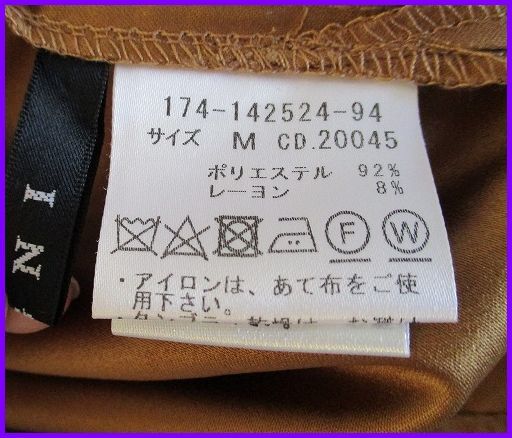 174-142524-94
サイズ M CD.20045
ポリエステル 92%
レーヨン 8%
F W
・アイロンは、あて布をご使
用下さい。
I
N